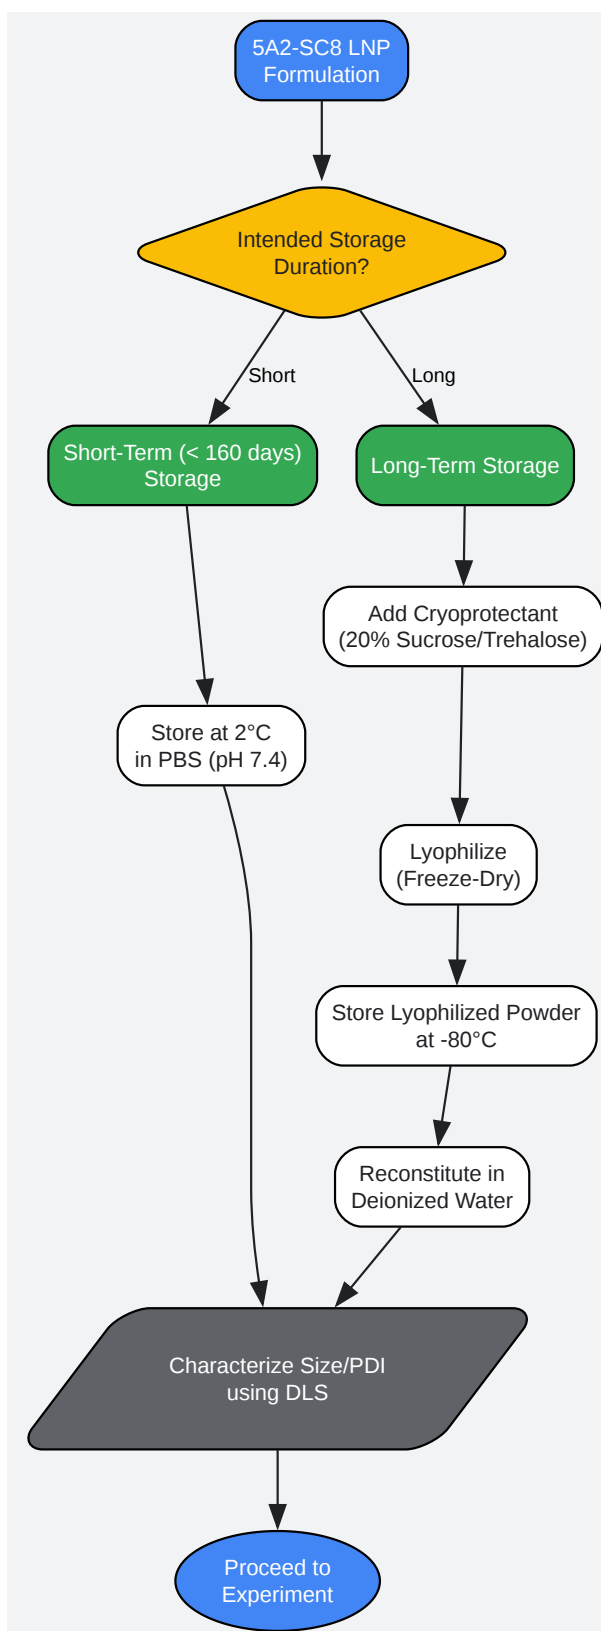 5A2-SC8 LNP
Formulation
Intended Storage
Duration?
Short
Long
Short-Term (< 160 days)
Storage
Long-Term Storage
Add Cryoprotectant
(20% Sucrose/Trehalose)
Store at 2°C
in PBS (pH 7.4)
Lyophilize
(Freeze-Dry)
Store Lyophilized Powder
at -80°C
Reconstitute in
Deionized Water
Characterize Size/PDI
using DLS
Proceed to
Experiment